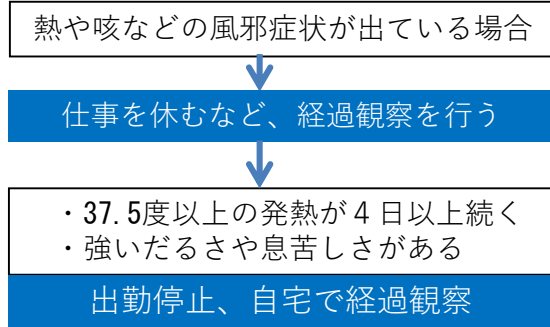 熱や咳などの風邪症状が出ている場合
仕事を休むなど、経過観察を行う
・37.5度以上の発熱が４日以上続く
・強いだるさや息苦しさがある
出勤停止、自宅で経過観察